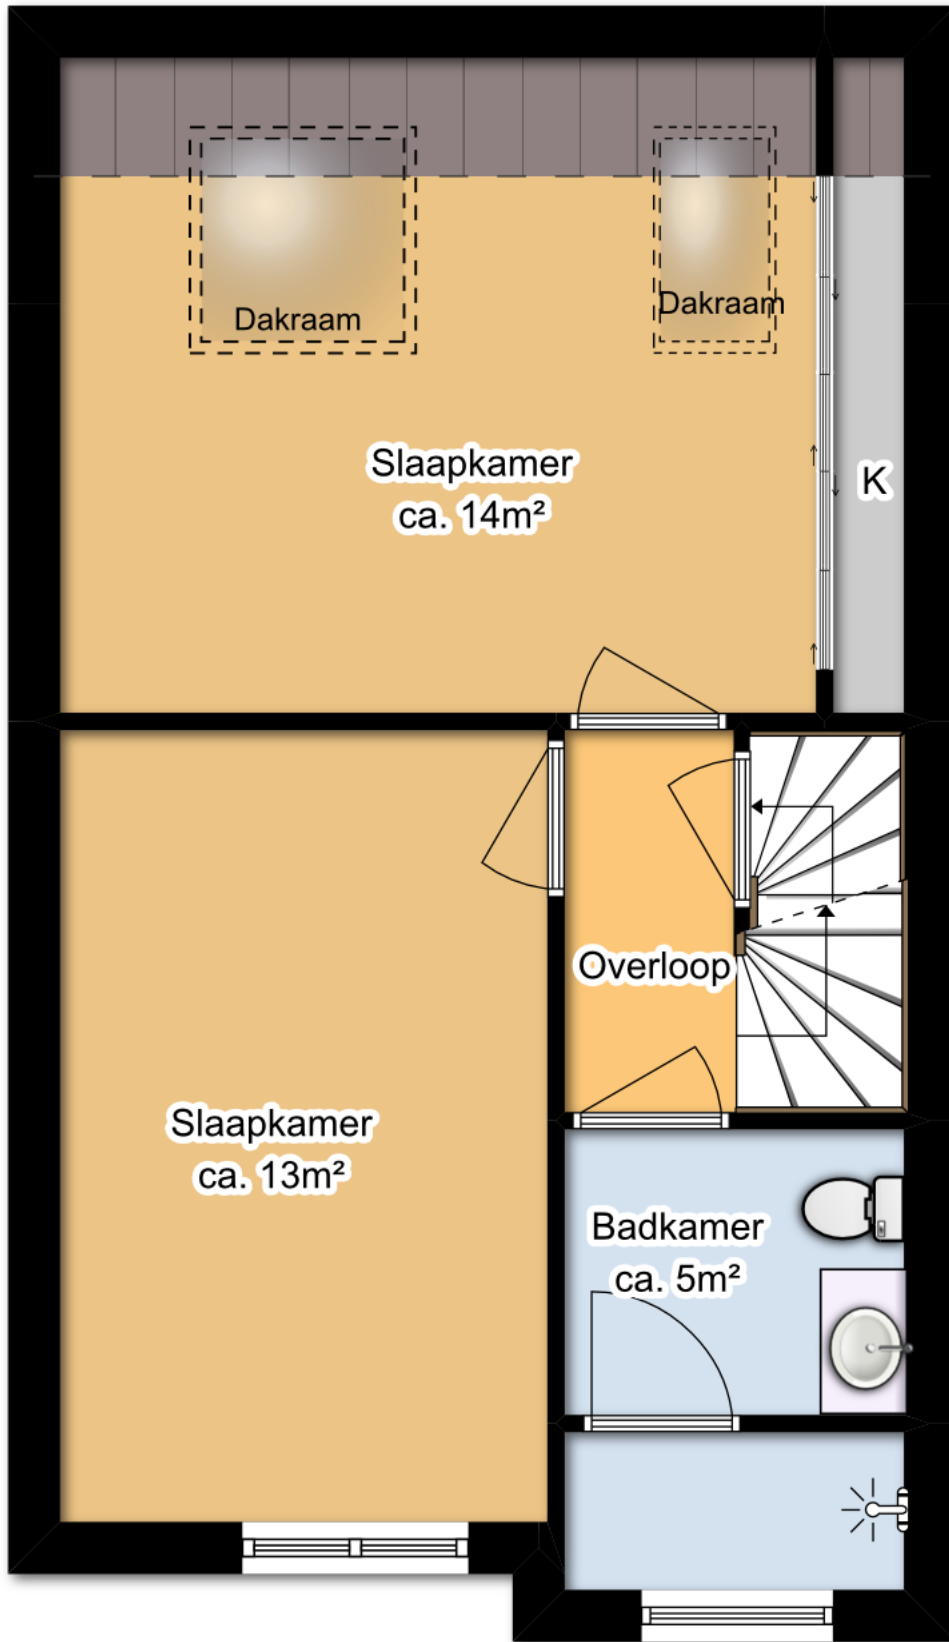 Dakraam
Dakraam
Slaapkamer
ca. 14m²
K
Overloop
Slaapkamer
ca. 13m²
Badkamer
ca. 5m²